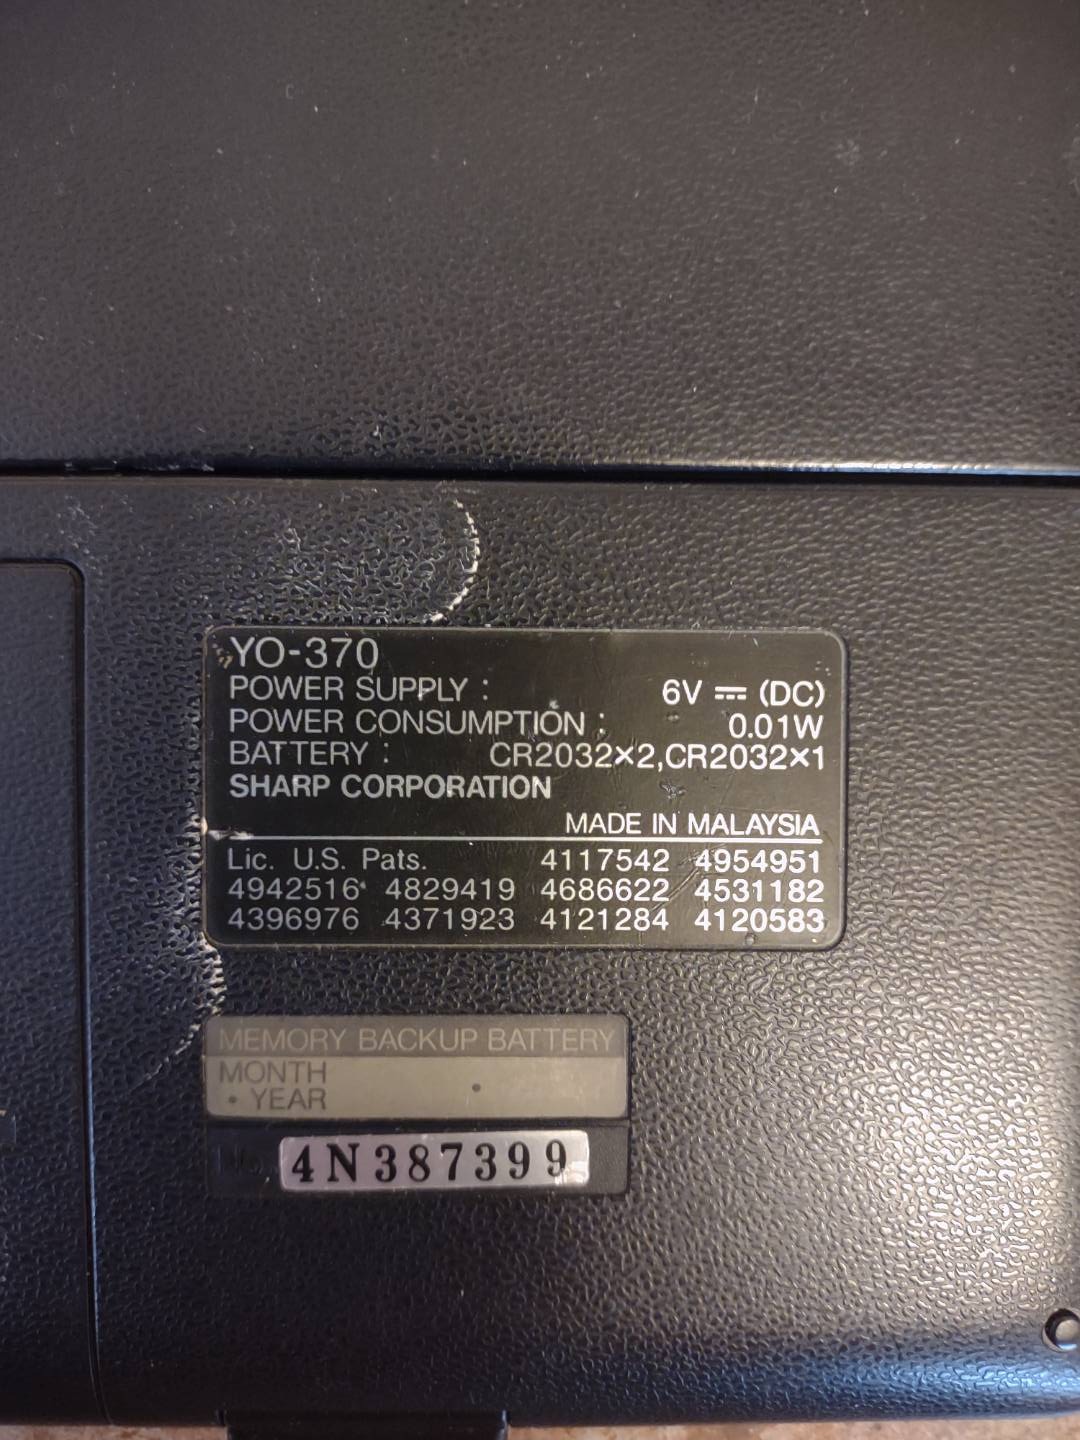 YO-370
POWER SUPPLY : 6V ⎓ (DC)
POWER CONSUMPTION : 0.01W
BATTERY : CR2032×2,CR2032×1
SHARP CORPORATION
MADE IN MALAYSIA
Lic. U.S. Pats. 4117542 4954951
4942516 4829419 4686622 4531182
4396976 4371923 4121284 4120583
MEMORY BACKUP BATTERY
MONTH
• YEAR •
4N387399